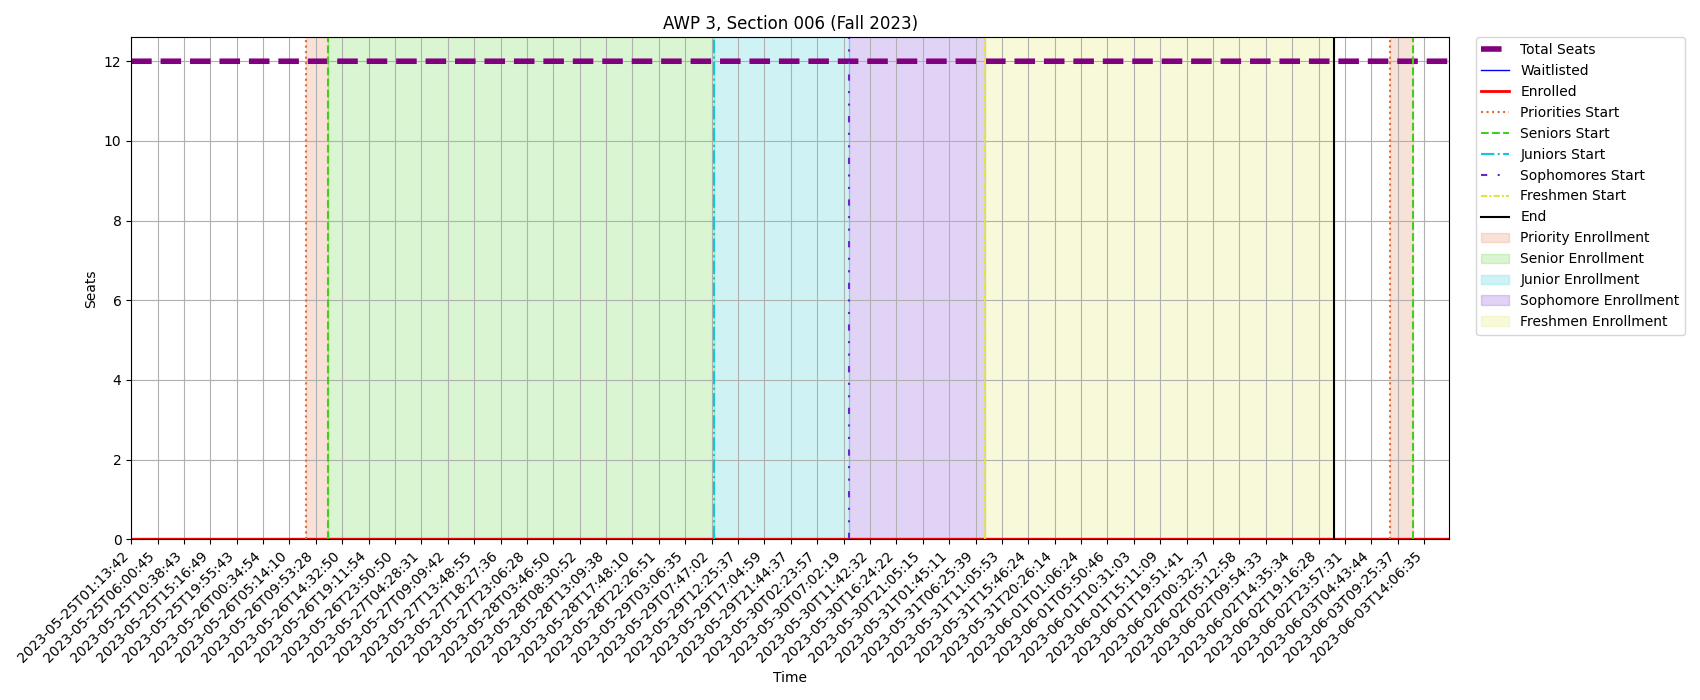 AWP 3, Section 006 (Fall 2023)
Seats
12
10
8
6
4
2
0
2023-05-25T01:13:42
2023-05-25T06:00:45
2023-05-25T10:38:43
2023-05-25T15:16:49
2023-05-25T19:55:43
2023-05-26T00:34:54
2023-05-26T05:14:10
2023-05-26T09:53:28
2023-05-26T14:32:50
2023-05-26T19:11:54
2023-05-26T23:50:50
2023-05-27T04:28:31
2023-05-27T09:09:42
2023-05-27T13:48:55
2023-05-27T18:27:36
2023-05-27T23:06:28
2023-05-28T03:46:50
2023-05-28T08:30:52
2023-05-28T13:09:38
2023-05-28T17:48:10
2023-05-28T22:26:51
2023-05-29T03:06:35
2023-05-29T07:47:02
2023-05-29T12:25:37
2023-05-29T17:04:59
2023-05-29T21:44:37
2023-05-30T02:23:57
2023-05-30T07:02:19
2023-05-30T11:42:32
2023-05-30T16:24:22
2023-05-30T21:05:15
2023-05-31T01:45:11
2023-05-31T06:25:39
2023-05-31T11:05:53
2023-05-31T15:46:24
2023-05-31T20:26:14
2023-06-01T01:06:24
2023-06-01T05:50:46
2023-06-01T10:31:03
2023-06-01T15:11:09
2023-06-01T19:51:41
2023-06-02T00:32:37
2023-06-02T05:12:58
2023-06-02T09:54:33
2023-06-02T14:35:34
2023-06-02T19:16:28
2023-06-02T23:57:31
2023-06-03T04:43:44
2023-06-03T09:25:37
2023-06-03T14:06:35
Time
Total Seats
Waitlisted
Enrolled
Priorities Start
Seniors Start
Juniors Start
Sophomores Start
Freshmen Start
End
Priority Enrollment
Senior Enrollment
Junior Enrollment
Sophomore Enrollment
Freshmen Enrollment